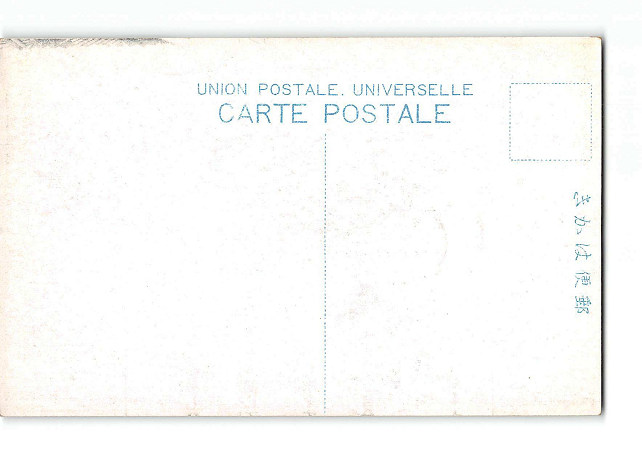 UNION POSTALE. UNIVERSELLE
CARTE POSTALE
きかは便郵